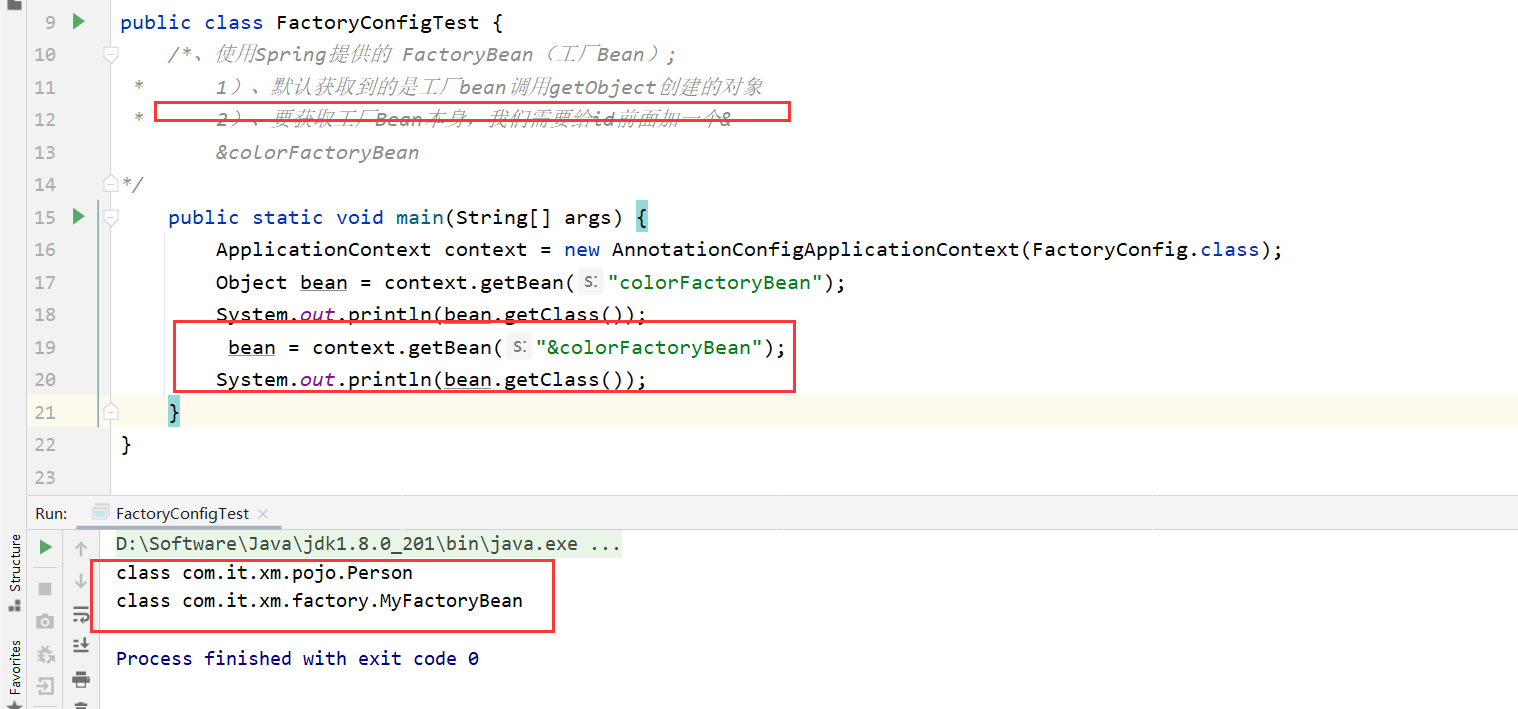 9 public class FactoryConfigTest {
10 /*、使用Spring提供的 FactoryBean（工厂Bean）;
11 * 1）、默认获取到的是工厂bean调用getObject创建的对象
12 * 2）、要获取工厂Bean本身，我们需要给id前面加一个&
13 &colorFactoryBean
14 */
15 public static void main(String[] args) {
16 ApplicationContext context = new AnnotationConfigApplicationContext(FactoryConfig.class);
17 Object bean = context.getBean( s: "colorFactoryBean");
18 System.out.println(bean.getClass());
19 bean = context.getBean( s: "&colorFactoryBean");
20 System.out.println(bean.getClass());
21 }
22 }
23
Run: FactoryConfigTest
D:\Software\Java\jdk1.8.0_201\bin\java.exe ...
class com.it.xm.pojo.Person
class com.it.xm.factory.MyFactoryBean
Process finished with exit code 0
Structure
Favorites